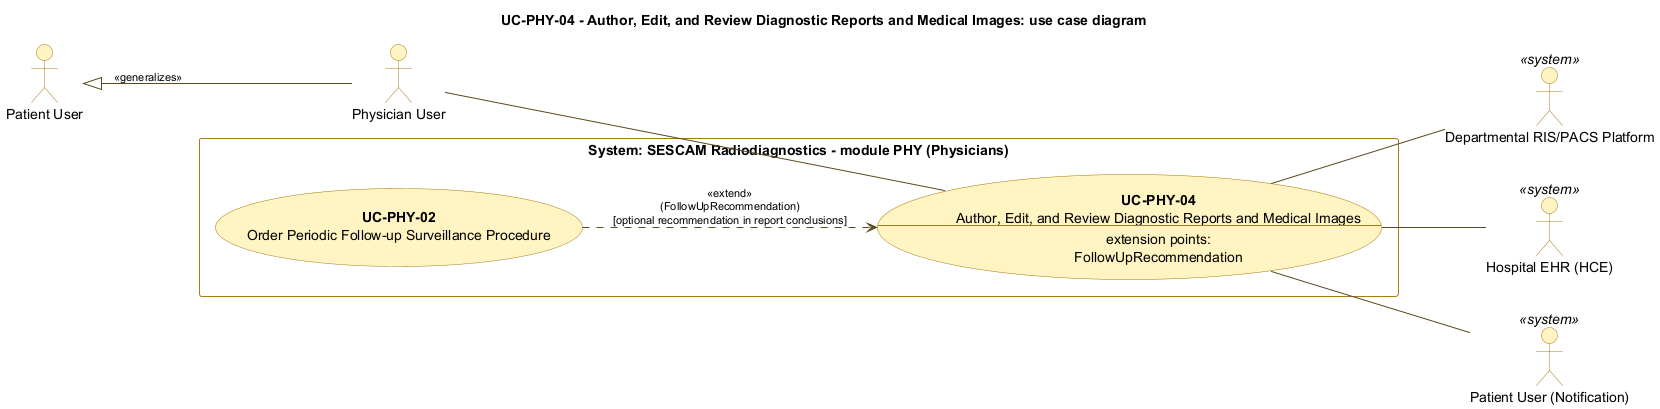 UC-PHY-04 - Author, Edit, and Review Diagnostic Reports and Medical Images: use case diagram
«generalizes»
Patient User
Physician User
«system»
Departmental RIS/PACS Platform
System: SESCAM Radiodiagnostics - module PHY (Physicians)
UC-PHY-02
Order Periodic Follow-up Surveillance Procedure
«extend»
(FollowUpRecommendation)
[optional recommendation in report conclusions]
UC-PHY-04
Author, Edit, and Review Diagnostic Reports and Medical Images
extension points:
FollowUpRecommendation
«system»
Hospital EHR (HCE)
«system»
Patient User (Notification)